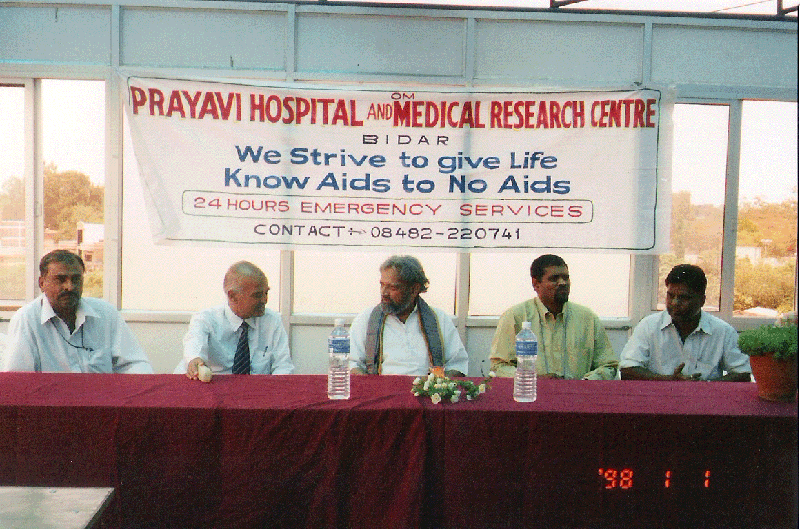 OM
PRAYAVI HOSPITAL AND MEDICAL RESEARCH CENTRE
BIDAR
We Strive to give Life
Know Aids to No Aids
24 HOURS EMERGENCY SERVICES
CONTACT:- 08482-220741
'98 1 1